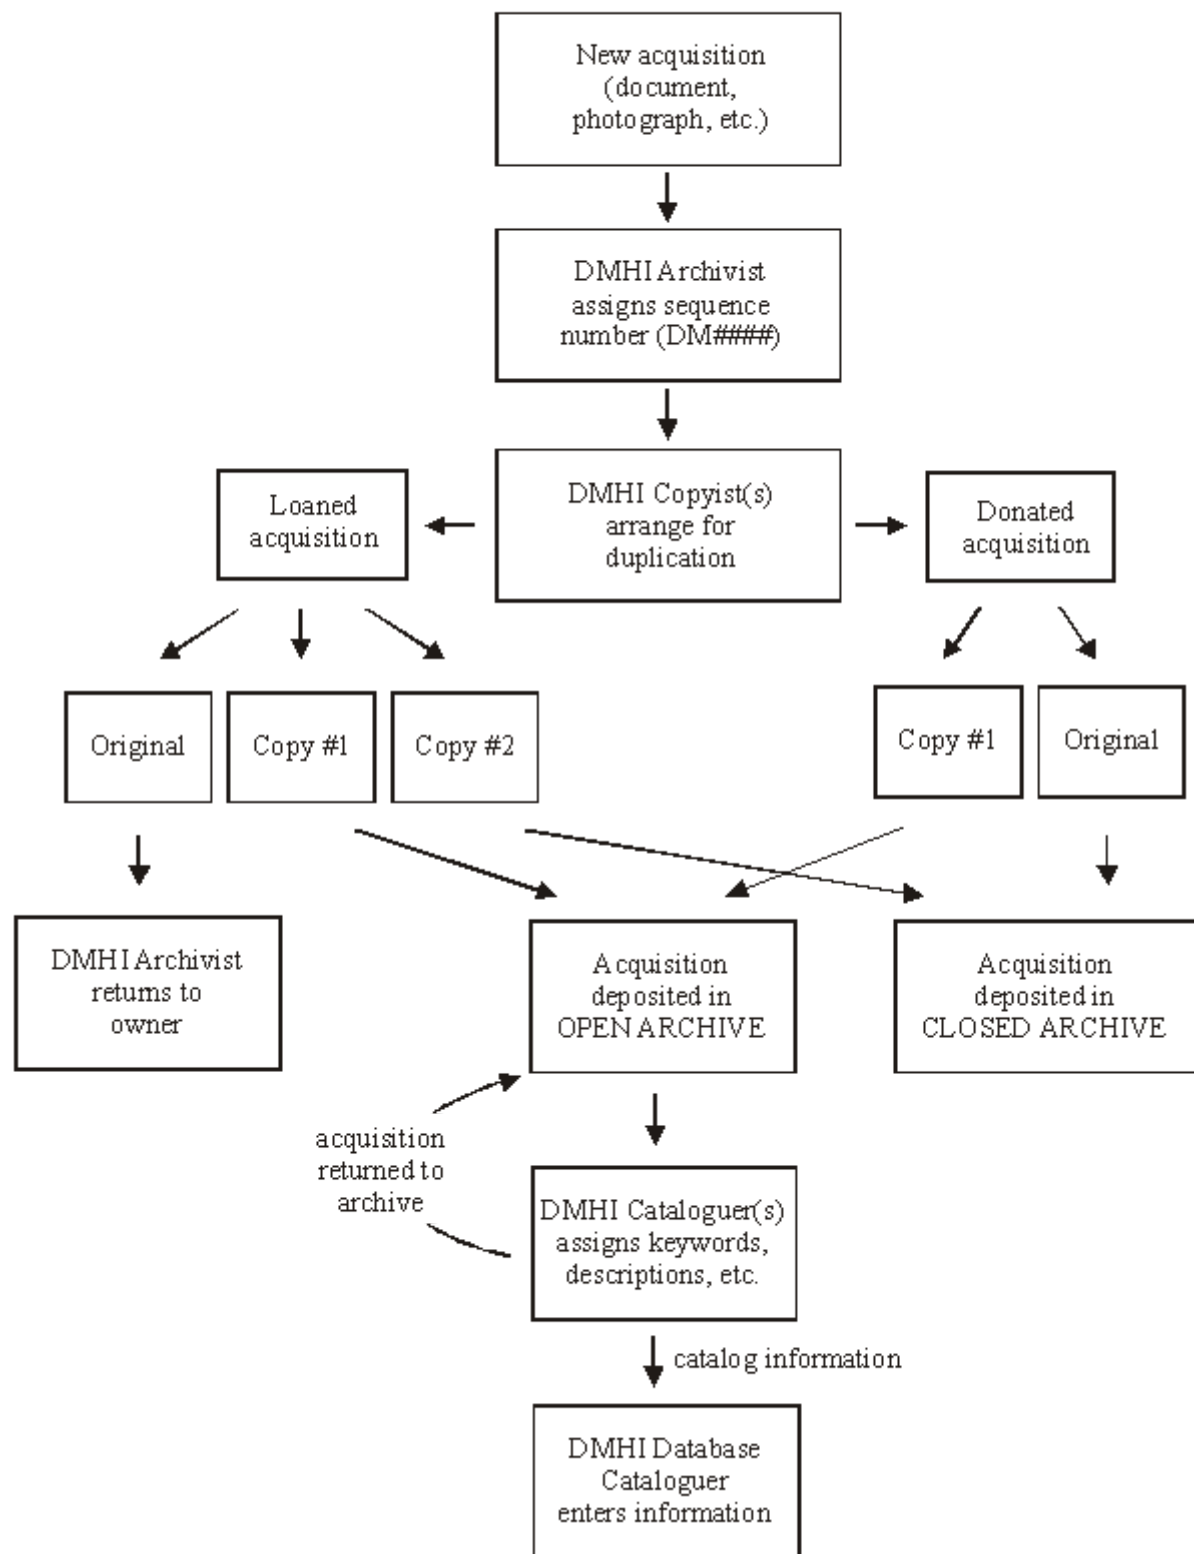 New acquisition
(document,
photograph, etc.)
DMHI Archivist
assigns sequence
number (DM####)
Loaned
acquisition
DMHI Copyist(s)
arrange for
duplication
Donated
acquisition
Original
Copy #1
Copy #2
Copy #1
Original
DMHI Archivist
returns to
owner
Acquisition
deposited in
OPEN ARCHIVE
Acquisition
deposited in
CLOSED ARCHIVE
acquisition
returned to
archive
DMHI Cataloguer(s)
assigns keywords,
descriptions, etc.
catalog information
DMHI Database
Cataloguer
enters information